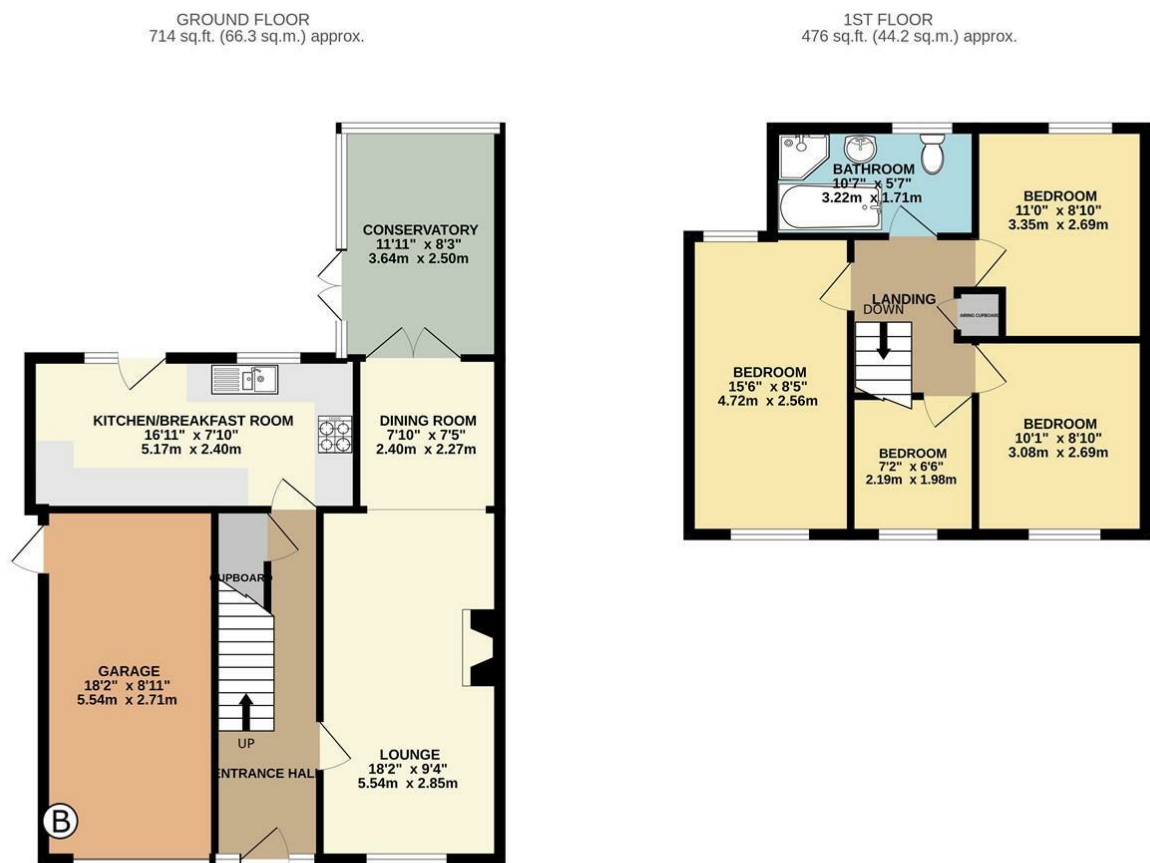 GROUND FLOOR
714 sq.ft. (66.3 sq.m.) approx.
1ST FLOOR
476 sq.ft. (44.2 sq.m.) approx.
CONSERVATORY
11'11" x 8'3"
3.64m x 2.50m
KITCHEN/BREAKFAST ROOM
16'11" x 7'10"
5.17m x 2.40m
DINING ROOM
7'10" x 7'5"
2.40m x 2.27m
CUPBOARD
GARAGE
18'2" x 8'11"
5.54m x 2.71m
UP
ENTRANCE HALL
LOUNGE
18'2" x 9'4"
5.54m x 2.85m
B
BATHROOM
10'7" x 5'7"
3.22m x 1.71m
BEDROOM
11'0" x 8'10"
3.35m x 2.69m
LANDING
DOWN
AIRING CUPBOARD
BEDROOM
15'6" x 8'5"
4.72m x 2.56m
BEDROOM
7'2" x 6'6"
2.19m x 1.98m
BEDROOM
10'1" x 8'10"
3.08m x 2.69m